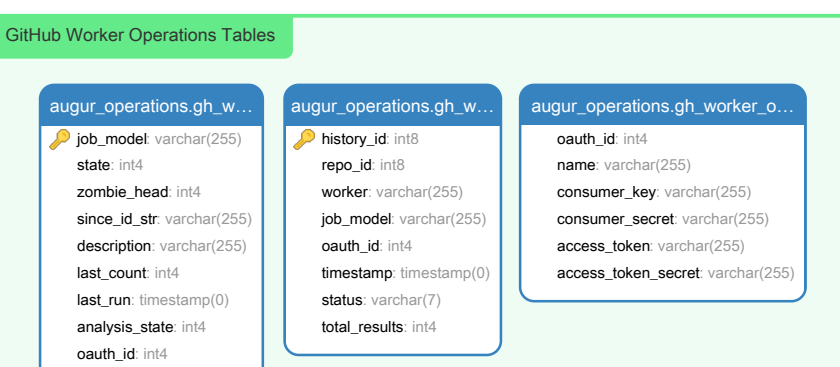 GitHub Worker Operations Tables
augur_operations.gh_w...
job_model: varchar(255)
state: int4
zombie_head: int4
since_id_str: varchar(255)
description: varchar(255)
last_count: int4
last_run: timestamp(0)
analysis_state: int4
oauth_id: int4
augur_operations.gh_w...
history_id: int8
repo_id: int8
worker: varchar(255)
job_model: varchar(255)
oauth_id: int4
timestamp: timestamp(0)
status: varchar(7)
total_results: int4
augur_operations.gh_worker_o...
oauth_id: int4
name: varchar(255)
consumer_key: varchar(255)
consumer_secret: varchar(255)
access_token: varchar(255)
access_token_secret: varchar(255)